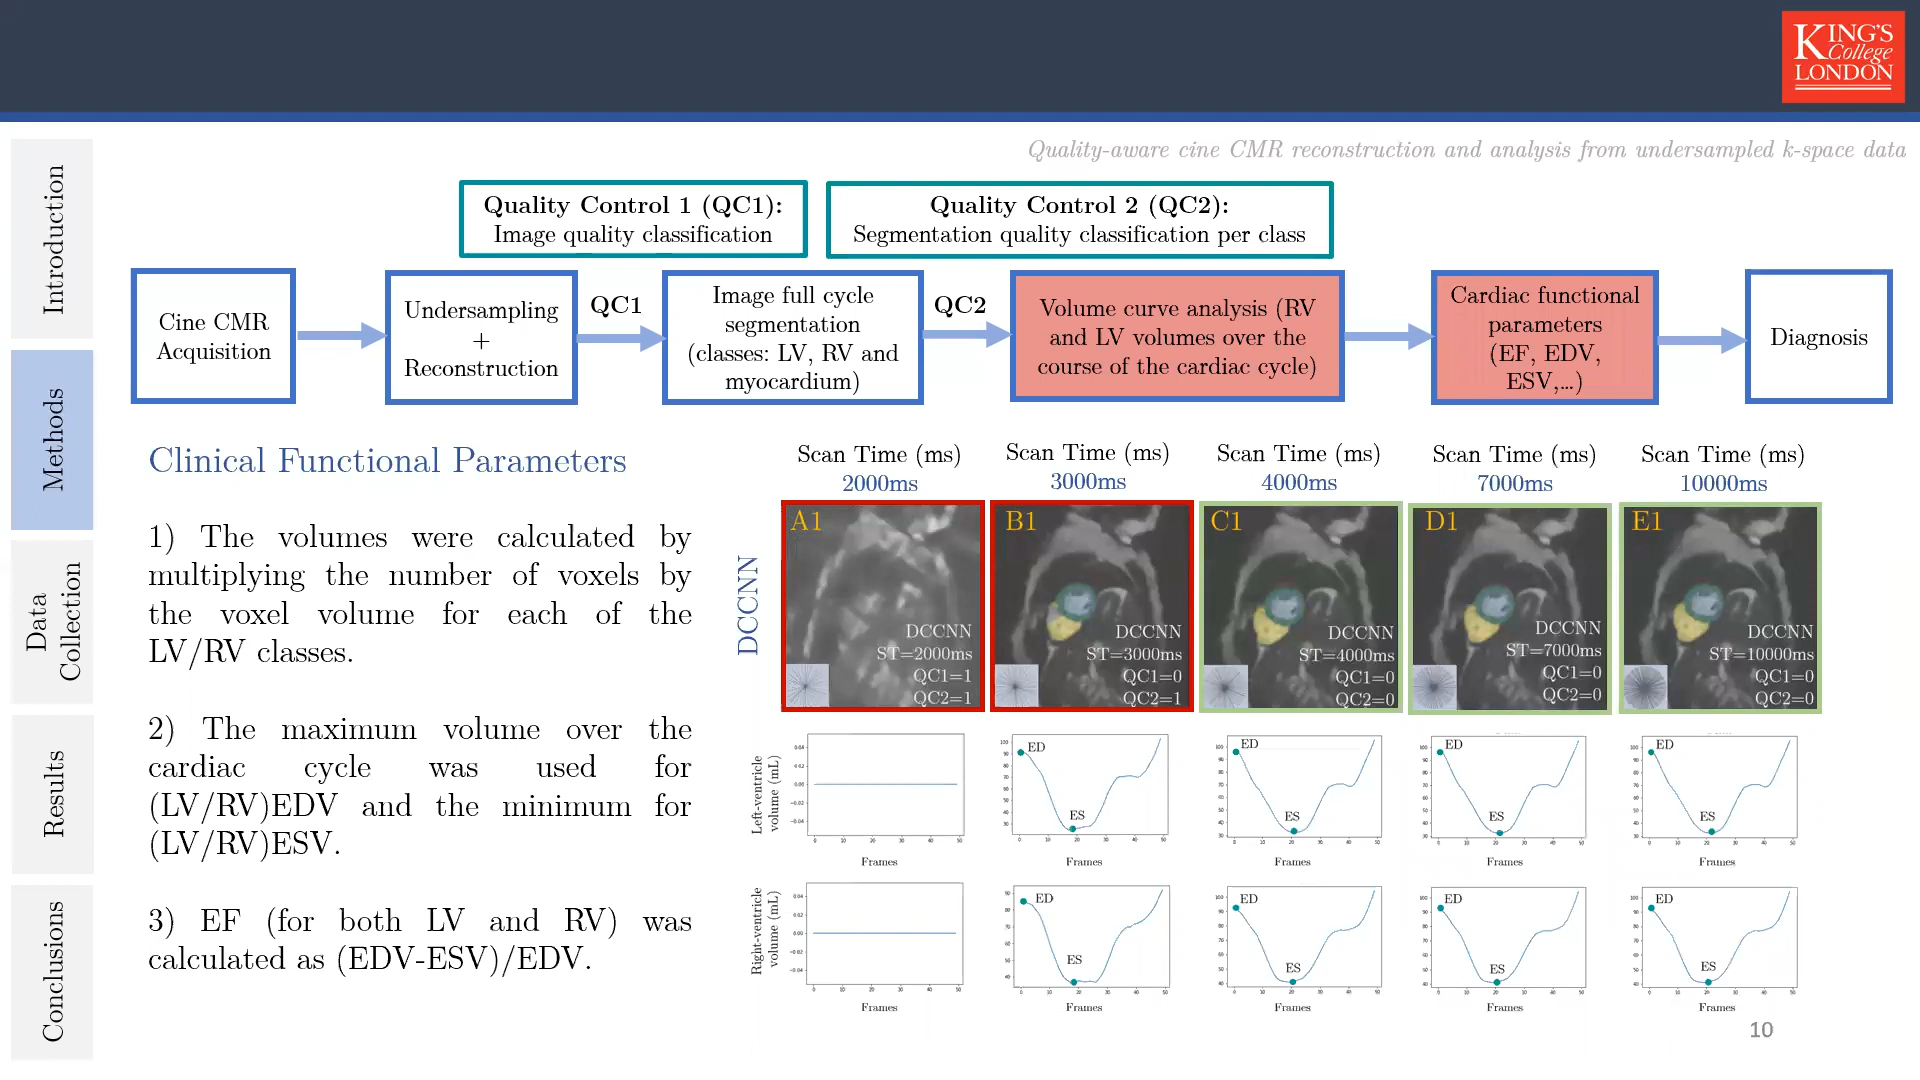 KING'S
College
LONDON
Quality-aware cine CMR reconstruction and analysis from undersampled k-space data
Introduction
Methods
Data
Collection
Results
Conclusions
Quality Control 1 (QC1):
Image quality classification
Quality Control 2 (QC2):
Segmentation quality classification per class
Cine CMR
Acquisition
Undersampling
+
Reconstruction
QC1
Image full cycle
segmentation
(classes: LV, RV and
myocardium)
QC2
Volume curve analysis (RV
and LV volumes over the
course of the cardiac cycle)
Cardiac functional
parameters
(EF, EDV,
ESV,...)
Diagnosis
Clinical Functional Parameters
1) The volumes were calculated by
multiplying the number of voxels by
the voxel volume for each of the
LV/RV classes.
2) The maximum volume over the
cardiac cycle was used for
(LV/RV)EDV and the minimum for
(LV/RV)ESV.
3) EF (for both LV and RV) was
calculated as (EDV-ESV)/EDV.
Scan Time (ms)
2000ms
Scan Time (ms)
3000ms
Scan Time (ms)
4000ms
Scan Time (ms)
7000ms
Scan Time (ms)
10000ms
DCCNN
A1
DCCNN
ST=2000ms
QC1=1
QC2=1
B1
DCCNN
ST=3000ms
QC1=0
QC2=1
C1
DCCNN
ST=4000ms
QC1=0
QC2=0
D1
DCCNN
ST=7000ms
QC1=0
QC2=0
E1
DCCNN
ST=10000ms
QC1=0
QC2=0
Left-ventricle
volume (mL)
Frames
ED
ES
Frames
ED
ES
Frames
ED
ES
Frames
ED
ES
Frames
Right-ventricle
volume (mL)
Frames
ED
ES
Frames
ED
ES
Frames
ED
ES
Frames
ED
ES
Frames
10